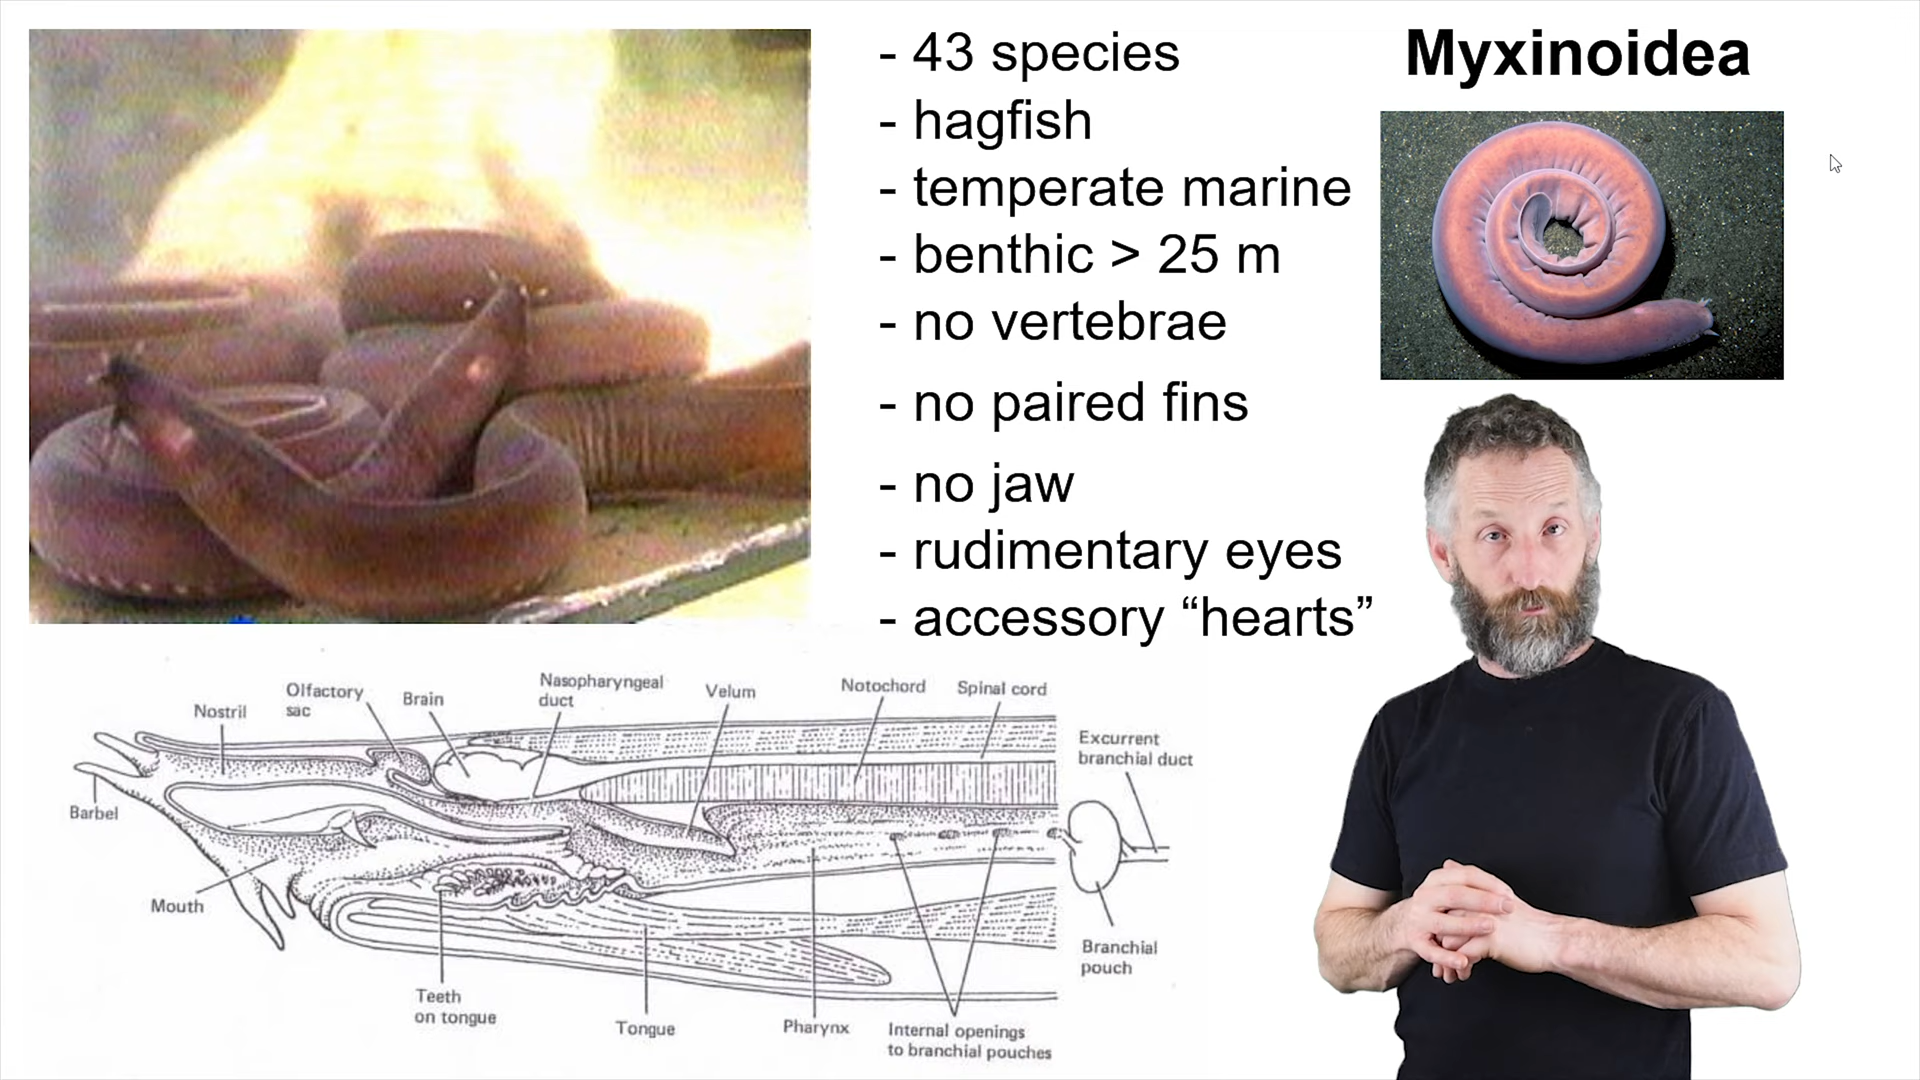 Myxinoidea
- 43 species
- hagfish
- temperate marine
- benthic > 25 m
- no vertebrae
- no paired fins
- no jaw
- rudimentary eyes
- accessory “hearts”
Nostril
Olfactory
sac
Brain
Nasopharyngeal
duct
Velum
Notochord
Spinal cord
Excurrent
branchial duct
Barbel
Mouth
Teeth
on tongue
Tongue
Pharynx
Internal openings
to branchial pouches
Branchial
pouch